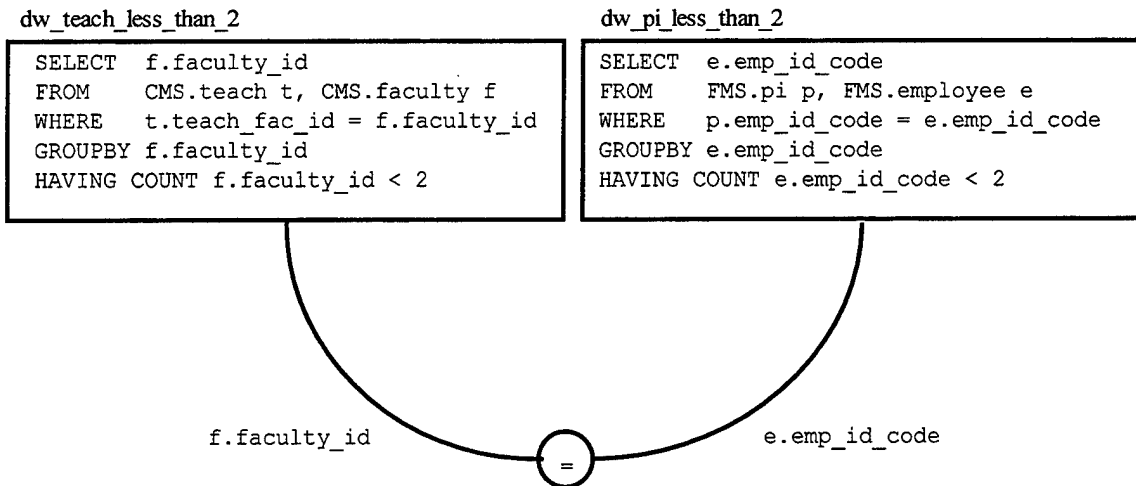 dw_teach_less_than_2
SELECT f.faculty_id
FROM CMS.teach t, CMS.faculty f
WHERE t.teach_fac_id = f.faculty_id
GROUPBY f.faculty_id
HAVING COUNT f.faculty_id < 2
dw_pi_less_than_2
SELECT e.emp_id_code
FROM FMS.pi p, FMS.employee e
WHERE p.emp_id_code = e.emp_id_code
GROUPBY e.emp_id_code
HAVING COUNT e.emp_id_code < 2
f.faculty_id
e.emp_id_code
=